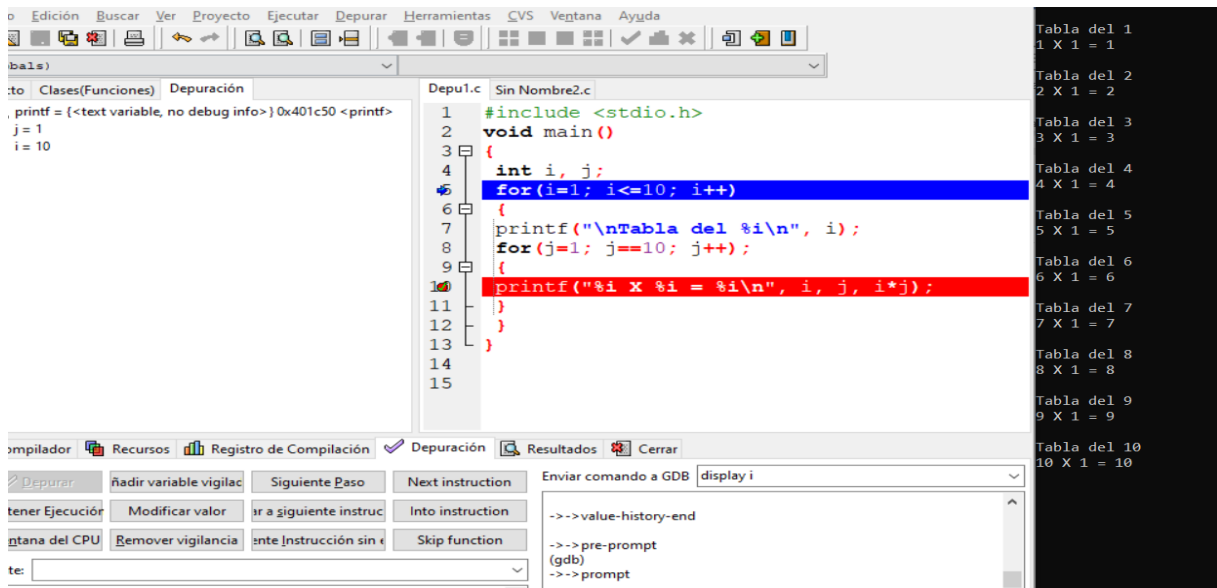 o Edición Buscar Ver Proyecto Ejecutar Depurar Herramientas CVS Ventana Ayuda
bals)
:to Clases(Funciones) Depuración
, printf = {<text variable, no debug info>} 0x401c50 <printf>
j = 1
i = 10
Depu1.c Sin Nombre2.c
1 #include <stdio.h>
2 void main()
3 {
4 int i, j;
5 for(i=1; i<=10; i++)
6 {
7 printf("\nTabla del %i\n", i);
8 for(j=1; j==10; j++);
9 {
10 printf("%i X %i = %i\n", i, j, i*j);
11 }
12 }
13 }
14
15
ompilador Recursos Registro de Compilación Depuración Resultados Cerrar
Depurar ñadir variable vigilac Siguiente Paso Next instruction
tener Ejecución Modificar valor ar a siguiente instruc Into instruction
ntana del CPU Remover vigilancia ente Instrucción sin e Skip function
te:
Enviar comando a GDB display i
->->value-history-end
->->pre-prompt
(gdb)
->->prompt
Tabla del 1
1 X 1 = 1
Tabla del 2
2 X 1 = 2
Tabla del 3
3 X 1 = 3
Tabla del 4
4 X 1 = 4
Tabla del 5
5 X 1 = 5
Tabla del 6
6 X 1 = 6
Tabla del 7
7 X 1 = 7
Tabla del 8
8 X 1 = 8
Tabla del 9
9 X 1 = 9
Tabla del 10
10 X 1 = 10